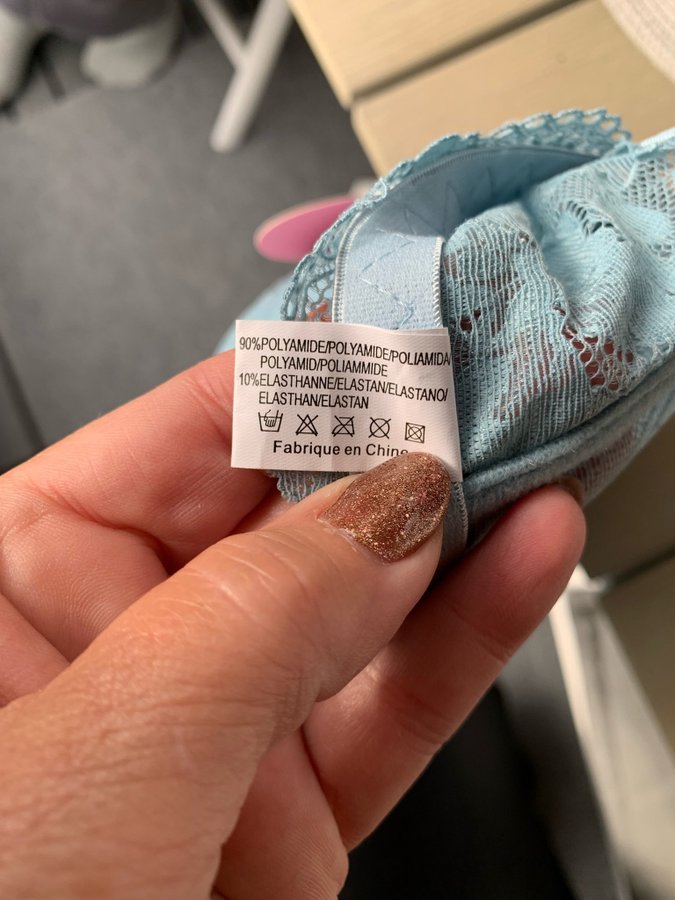 90%POLYAMIDE/POLYAMIDE/POLIAMIDA/
POLYAMID/POLIAMMIDE
10%ELASTHANNE/ELASTAN/ELASTANO/
ELASTHAN/ELASTAN
Fabrique en Chine